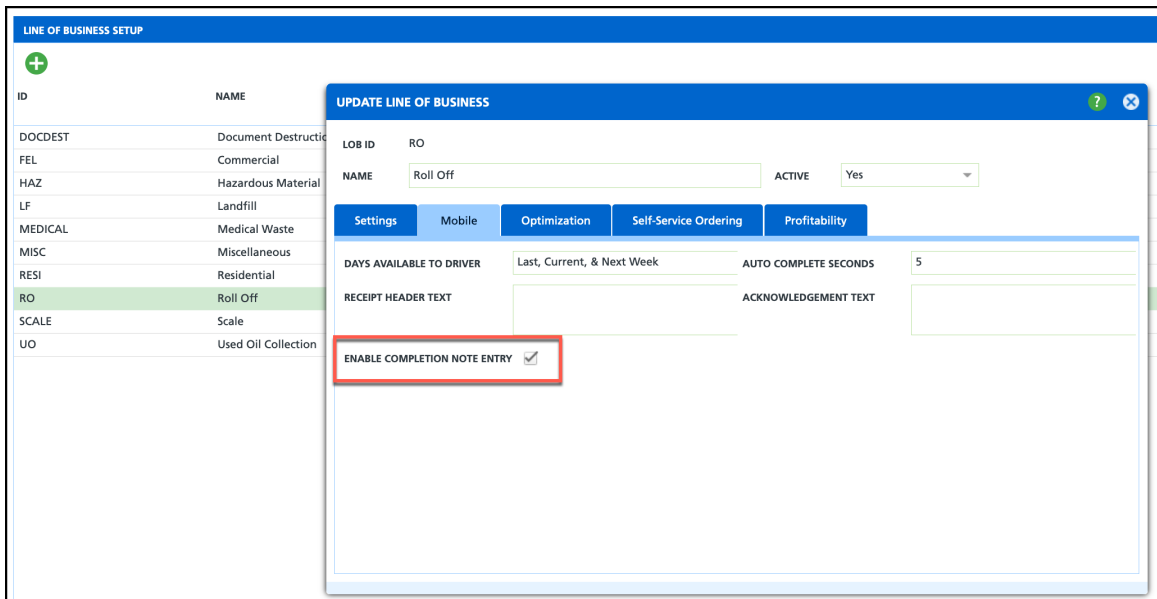 LINE OF BUSINESS SETUP
ID NAME
DOCDEST Document Destructio
FEL Commercial
HAZ Hazardous Material
LF Landfill
MEDICAL Medical Waste
MISC Miscellaneous
RESI Residential
RO Roll Off
SCALE Scale
UO Used Oil Collection
UPDATE LINE OF BUSINESS ?
LOB ID RO
NAME Roll Off ACTIVE Yes
Settings Mobile Optimization Self-Service Ordering Profitability
DAYS AVAILABLE TO DRIVER Last, Current, & Next Week AUTO COMPLETE SECONDS 5
RECEIPT HEADER TEXT ACKNOWLEDGEMENT TEXT
ENABLE COMPLETION NOTE ENTRY